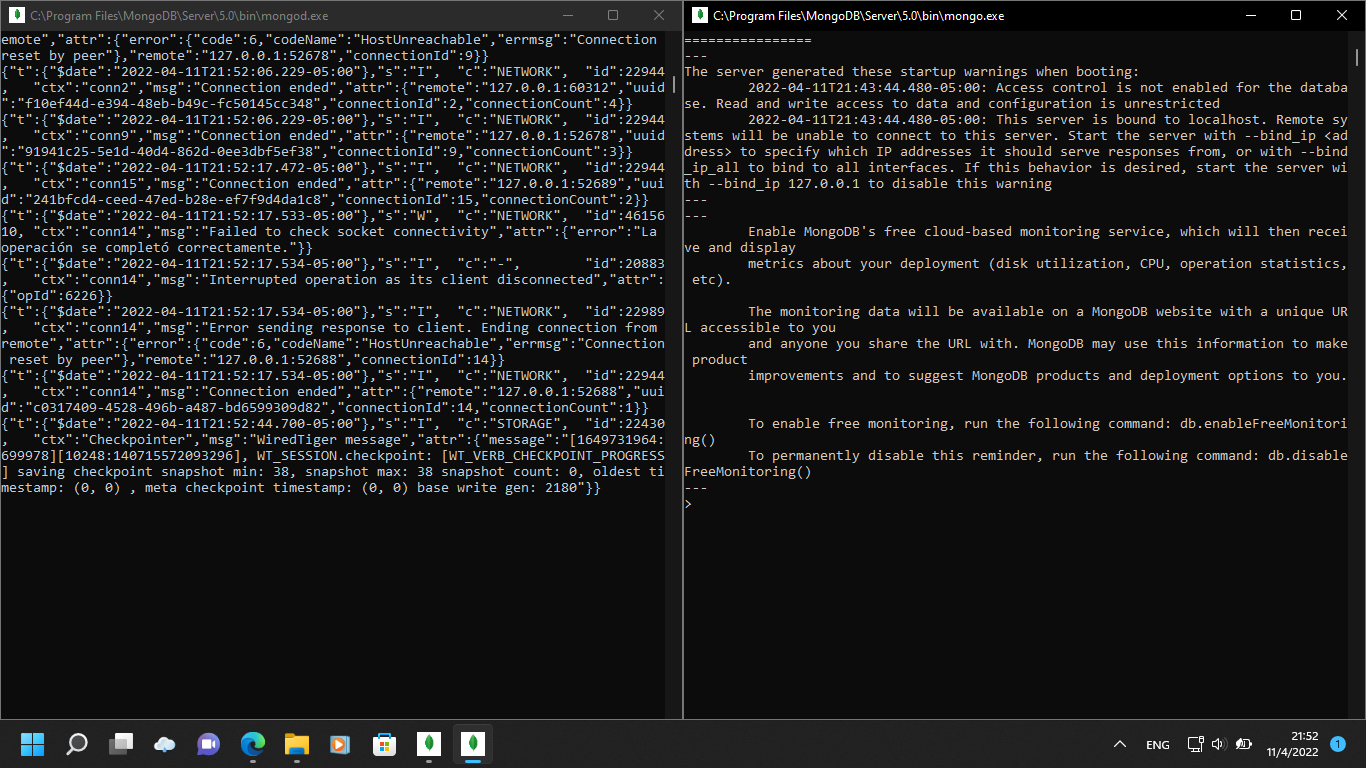 C:\Program Files\MongoDB\Server\5.0\bin\mongod.exe
emote","attr":{"error":{"code":6,"codeName":"HostUnreachable","errmsg":"Connection
reset by peer"},"remote":"127.0.0.1:52678","connectionId":9}}
{"t":{"$date":"2022-04-11T21:52:06.229-05:00"},"s":"I",  "c":"NETWORK",  "id":22944
,   "ctx":"conn2","msg":"Connection ended","attr":{"remote":"127.0.0.1:60312","uuid
":"f10ef44d-e394-48eb-b49c-fc50145cc348","connectionId":2,"connectionCount":4}}
{"t":{"$date":"2022-04-11T21:52:06.229-05:00"},"s":"I",  "c":"NETWORK",  "id":22944
,   "ctx":"conn9","msg":"Connection ended","attr":{"remote":"127.0.0.1:52678","uuid
":"91941c25-5e1d-40d4-862d-0ee3dbf5ef38","connectionId":9,"connectionCount":3}}
{"t":{"$date":"2022-04-11T21:52:17.472-05:00"},"s":"I",  "c":"NETWORK",  "id":22944
,   "ctx":"conn15","msg":"Connection ended","attr":{"remote":"127.0.0.1:52689","uui
d":"241bfcd4-ceed-47ed-b28e-ef7f9d4da1c8","connectionId":15,"connectionCount":2}}
{"t":{"$date":"2022-04-11T21:52:17.533-05:00"},"s":"W",  "c":"NETWORK",  "id":46156
10, "ctx":"conn14","msg":"Failed to check socket connectivity","attr":{"error":"La
operación se completó correctamente."}}
{"t":{"$date":"2022-04-11T21:52:17.534-05:00"},"s":"I",  "c":"-",        "id":20883
,   "ctx":"conn14","msg":"Interrupted operation as its client disconnected","attr":
{"opId":6226}}
{"t":{"$date":"2022-04-11T21:52:17.534-05:00"},"s":"I",  "c":"NETWORK",  "id":22989
,   "ctx":"conn14","msg":"Error sending response to client. Ending connection from
remote","attr":{"error":{"code":6,"codeName":"HostUnreachable","errmsg":"Connection
 reset by peer"},"remote":"127.0.0.1:52688","connectionId":14}}
{"t":{"$date":"2022-04-11T21:52:17.534-05:00"},"s":"I",  "c":"NETWORK",  "id":22944
,   "ctx":"conn14","msg":"Connection ended","attr":{"remote":"127.0.0.1:52688","uui
d":"c0317409-4528-496b-a487-bd6599309d82","connectionId":14,"connectionCount":1}}
{"t":{"$date":"2022-04-11T21:52:44.700-05:00"},"s":"I",  "c":"STORAGE",  "id":22430
,   "ctx":"Checkpointer","msg":"WiredTiger message","attr":{"message":"[1649731964:
699978][10248:140715572093296], WT_SESSION.checkpoint: [WT_VERB_CHECKPOINT_PROGRESS
] saving checkpoint snapshot min: 38, snapshot max: 38 snapshot count: 0, oldest ti
mestamp: (0, 0) , meta checkpoint timestamp: (0, 0) base write gen: 2180"}}
C:\Program Files\MongoDB\Server\5.0\bin\mongo.exe
================
---
The server generated these startup warnings when booting:
        2022-04-11T21:43:44.480-05:00: Access control is not enabled for the databa
se. Read and write access to data and configuration is unrestricted
        2022-04-11T21:43:44.480-05:00: This server is bound to localhost. Remote sy
stems will be unable to connect to this server. Start the server with --bind_ip <ad
dress> to specify which IP addresses it should serve responses from, or with --bind
_ip_all to bind to all interfaces. If this behavior is desired, start the server wi
th --bind_ip 127.0.0.1 to disable this warning
---
---
        Enable MongoDB's free cloud-based monitoring service, which will then recei
ve and display
        metrics about your deployment (disk utilization, CPU, operation statistics,
 etc).
        The monitoring data will be available on a MongoDB website with a unique UR
L accessible to you
        and anyone you share the URL with. MongoDB may use this information to make
 product
        improvements and to suggest MongoDB products and deployment options to you.
        To enable free monitoring, run the following command: db.enableFreeMonitori
ng()
        To permanently disable this reminder, run the following command: db.disable
FreeMonitoring()
---
>
ENG
21:52
11/4/2022
1